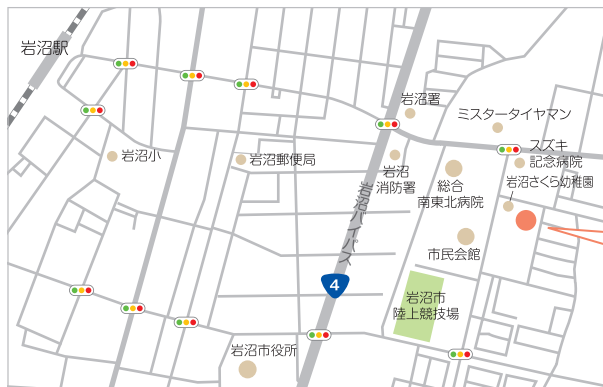 岩沼駅
岩沼署
ミスタータイヤマン
スズキ
記念病院
岩沼小
岩沼郵便局
岩沼
消防署
総合
南東北病院
岩沼さくら幼稚園
岩沼バイパス
市民会館
4
岩沼市
陸上競技場
岩沼市役所